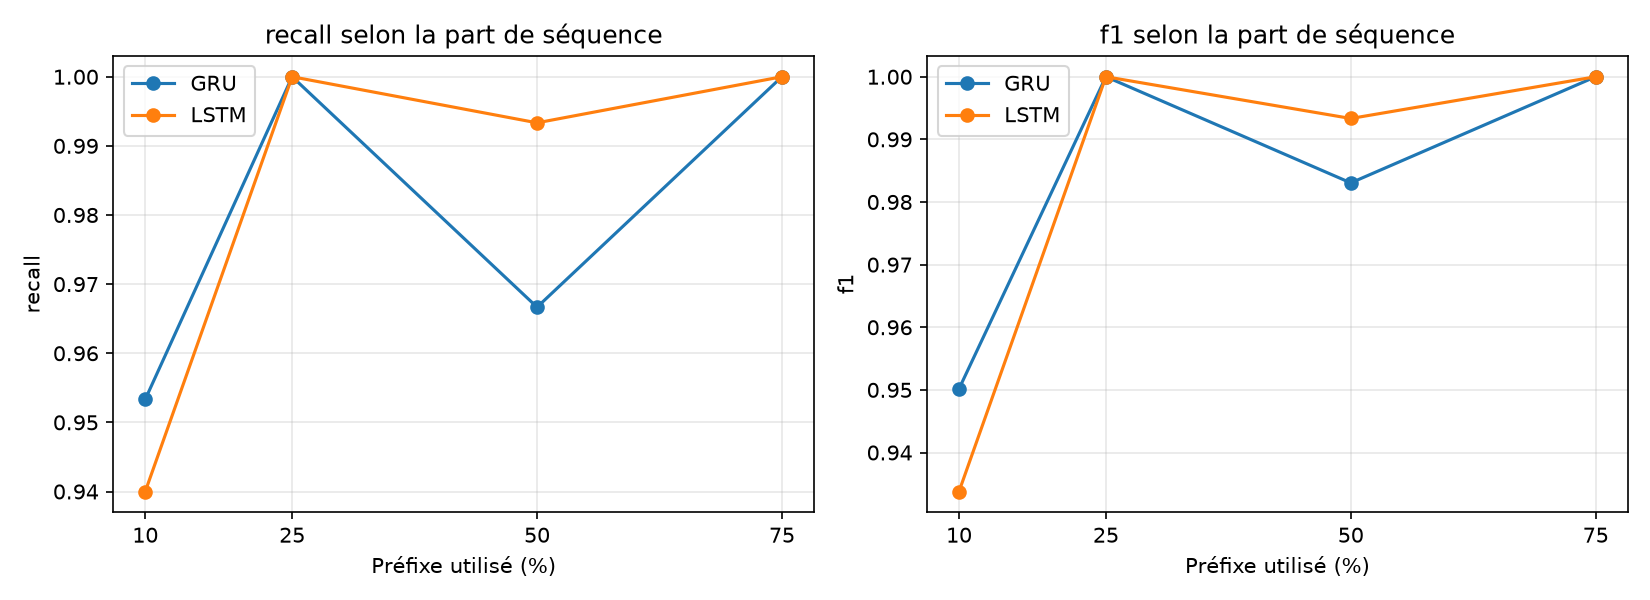 recall selon la part de séquence
GRU
LSTM
1.00
0.99
0.98
0.97
0.96
0.95
0.94
recall
10 25 50 75
Préfixe utilisé (%)
f1 selon la part de séquence
GRU
LSTM
1.00
0.99
0.98
0.97
0.96
0.95
0.94
f1
10 25 50 75
Préfixe utilisé (%)